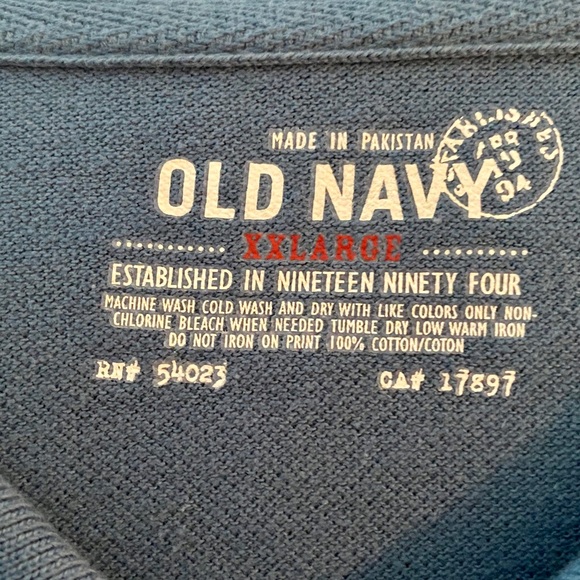 MADE IN PAKISTAN
OLD NAVY
XXLARGE
ESTABLISHED IN NINETEEN NINETY FOUR
MACHINE WASH COLD WASH AND DRY WITH LIKE COLORS ONLY NON-
CHLORINE BLEACH WHEN NEEDED TUMBLE DRY LOW WARM IRON
DO NOT IRON ON PRINT 100% COTTON/COTON
RN# 54023 CA# 17897
94